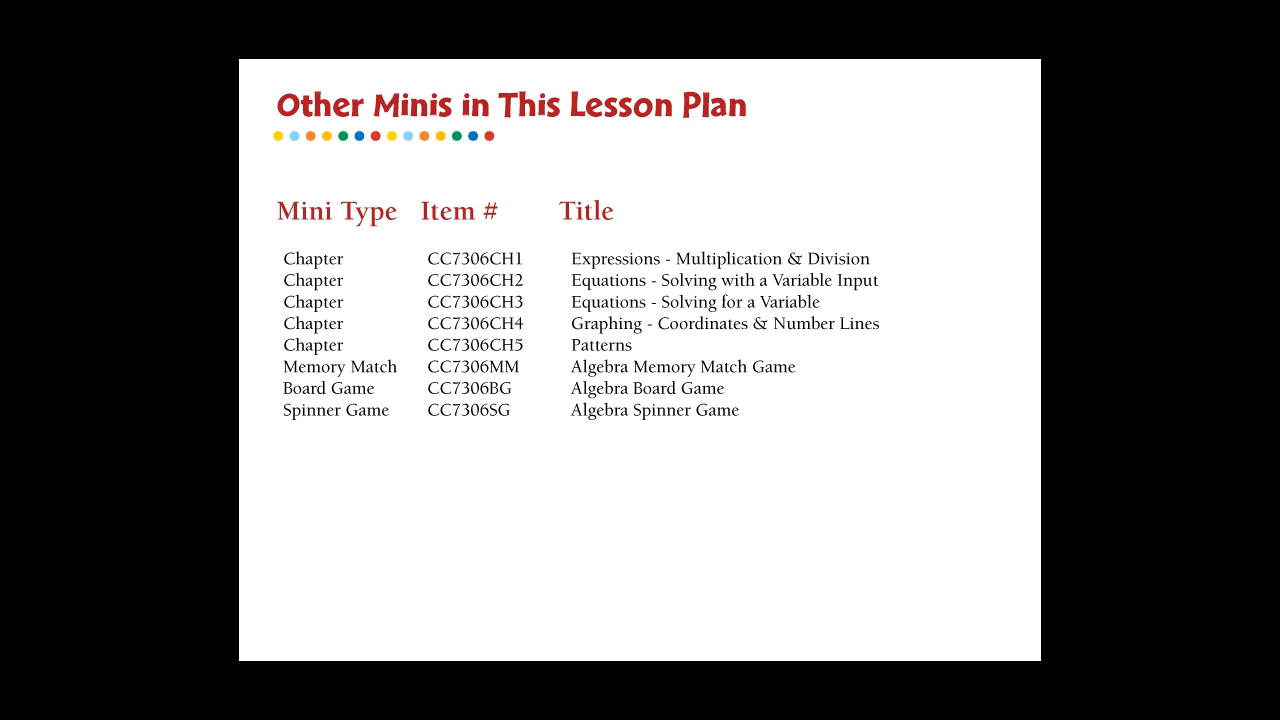 Other Minis in This Lesson Plan
Mini Type Item # Title
Chapter CC7306CH1 Expressions - Multiplication & Division
Chapter CC7306CH2 Equations - Solving with a Variable Input
Chapter CC7306CH3 Equations - Solving for a Variable
Chapter CC7306CH4 Graphing - Coordinates & Number Lines
Chapter CC7306CH5 Patterns
Memory Match CC7306MM Algebra Memory Match Game
Board Game CC7306BG Algebra Board Game
Spinner Game CC7306SG Algebra Spinner Game